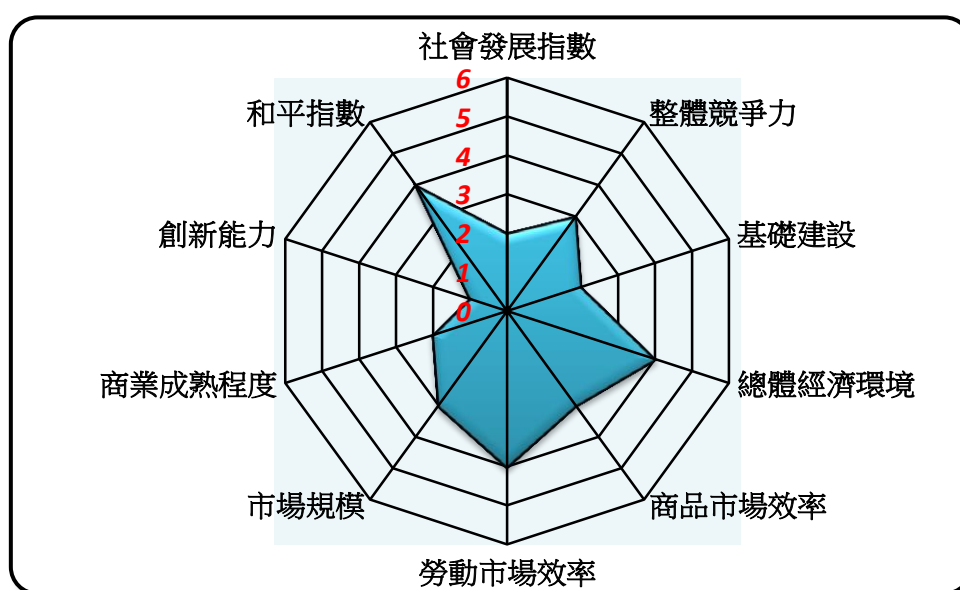 社會發展指數
整體競爭力
基礎建設
總體經濟環境
商品市場效率
勞動市場效率
市場規模
商業成熟程度
創新能力
和平指數
6
5
4
3
2
1
0